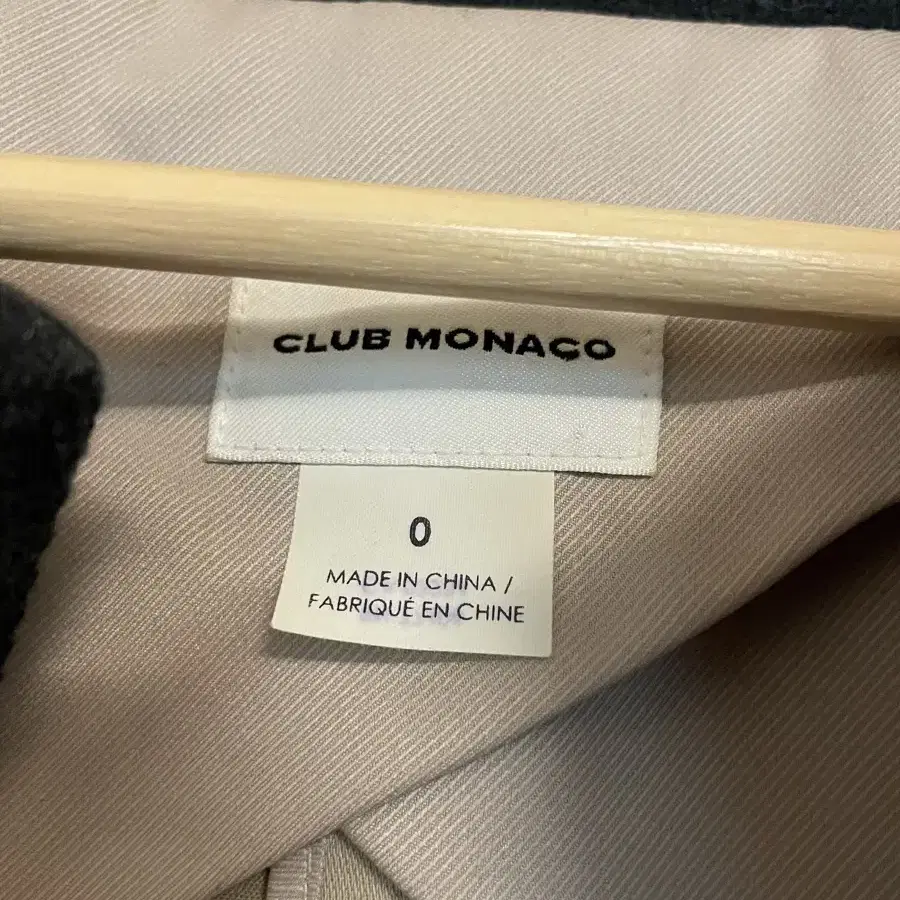 CLUB MONACO
0
MADE IN CHINA /
FABRIQUÉ EN CHINE